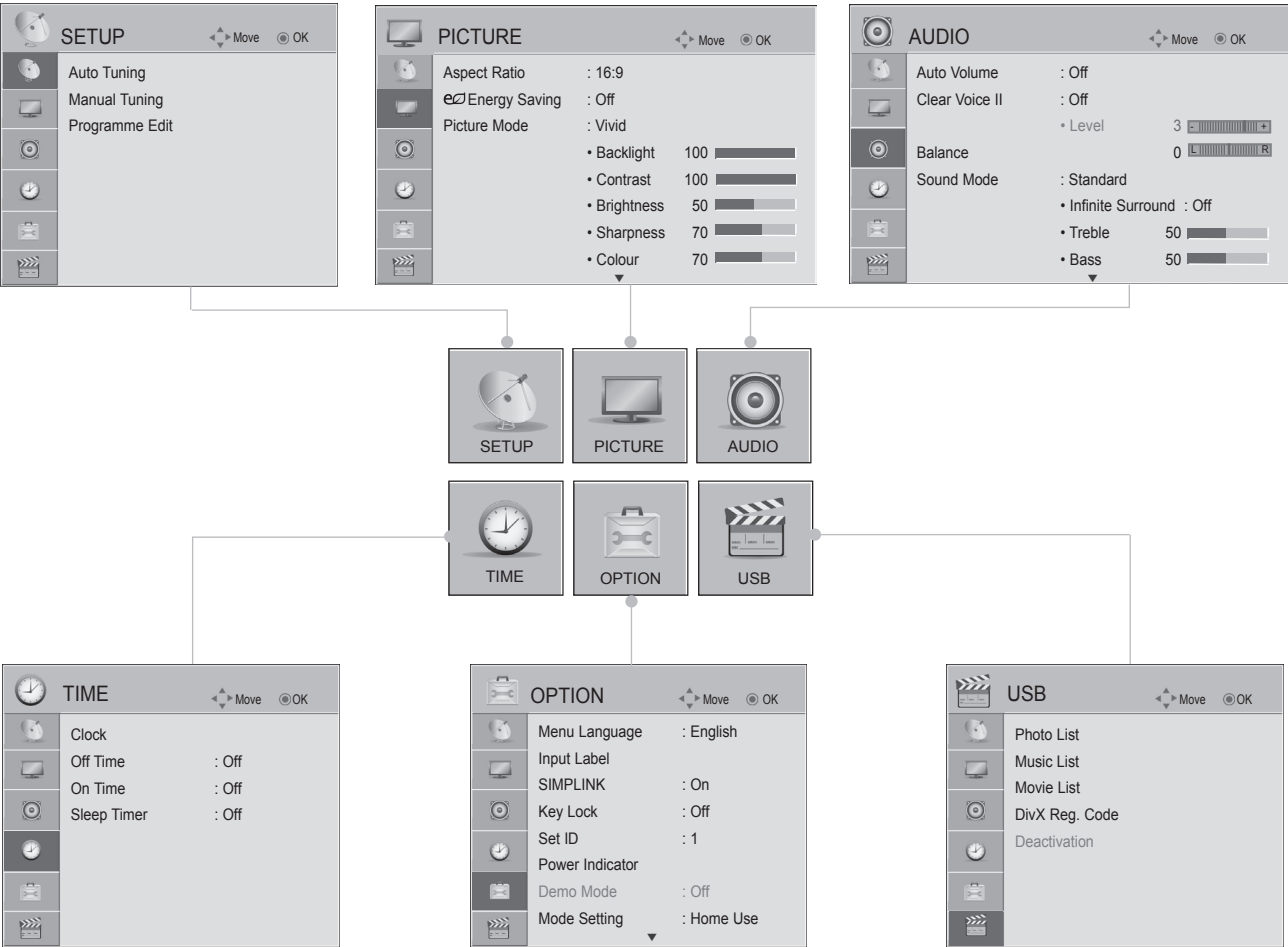 SETUP Move OK
Auto Tuning
Manual Tuning
Programme Edit
PICTURE Move OK
Aspect Ratio : 16:9
Energy Saving : Off
Picture Mode : Vivid
• Backlight 100
• Contrast 100
• Brightness 50
• Sharpness 70
• Colour 70
AUDIO Move OK
Auto Volume : Off
Clear Voice II : Off
• Level 3 - +
Balance 0 L R
Sound Mode : Standard
• Infinite Surround : Off
• Treble 50
• Bass 50
SETUP
PICTURE
AUDIO
TIME
OPTION
USB
TIME Move OK
Clock
Off Time : Off
On Time : Off
Sleep Timer : Off
OPTION Move OK
Menu Language : English
Input Label
SIMPLINK : On
Key Lock : Off
Set ID : 1
Power Indicator
Demo Mode : Off
Mode Setting : Home Use
USB Move OK
Photo List
Music List
Movie List
DivX Reg. Code
Deactivation